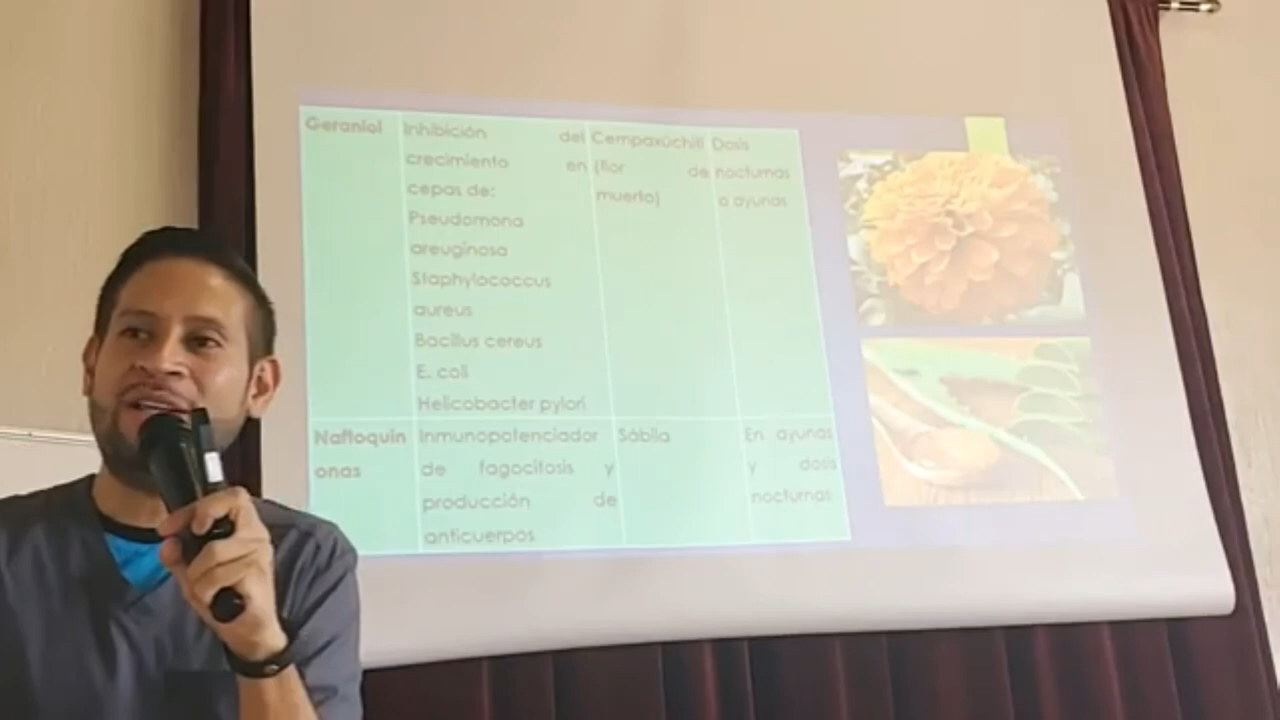 Geraniol
Inhibición del
crecimiento en
cepas de:
Pseudomona
areuginosa
Staphylococcus
aureus
Bacillus cereus
E. coli
Helicobacter pylori
Cempaxúchitl
(flor de
muerto)
Dosis
nocturnas
o ayunas
Naftoquin
onas
Inmunopotenciador
de fagocitosis y
producción de
anticuerpos
Sábila
En ayunas
y dosis
nocturnas